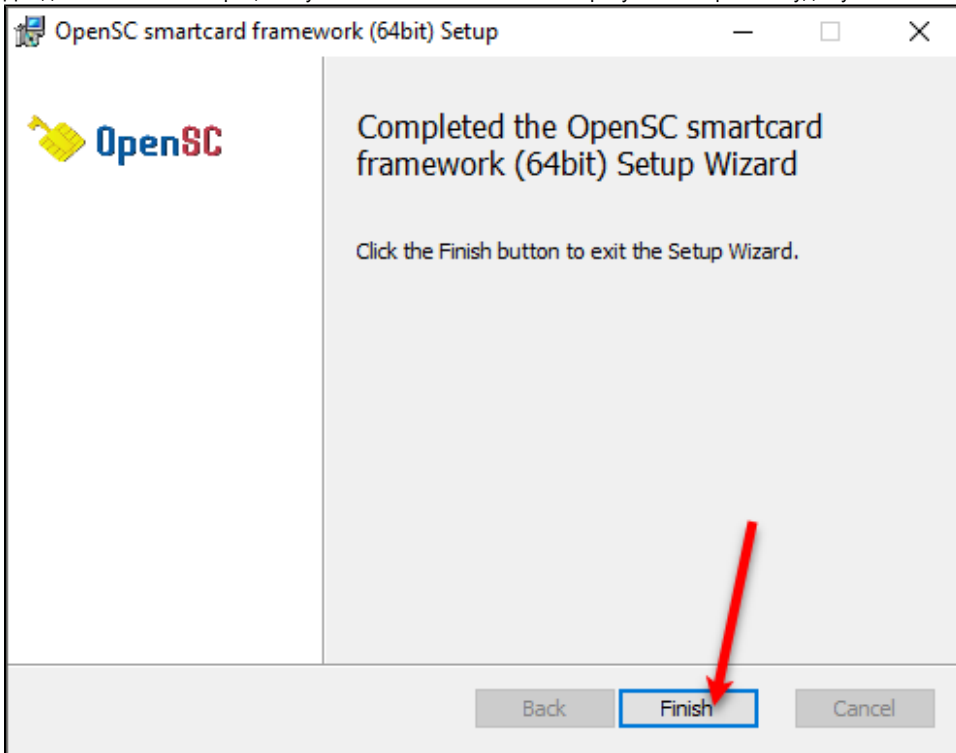 OpenSC smartcard framework (64bit) Setup
OpenSC
Completed the OpenSC smartcard
framework (64bit) Setup Wizard
Click the Finish button to exit the Setup Wizard.
Back
Finish
Cancel